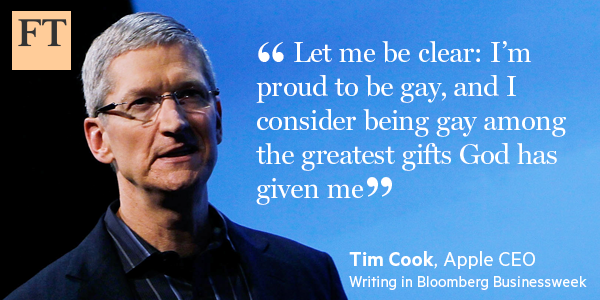 FT
“ Let me be clear: I’m
proud to be gay, and I
consider being gay among
the greatest gifts God has
given me”
Tim Cook, Apple CEO
Writing in Bloomberg Businessweek